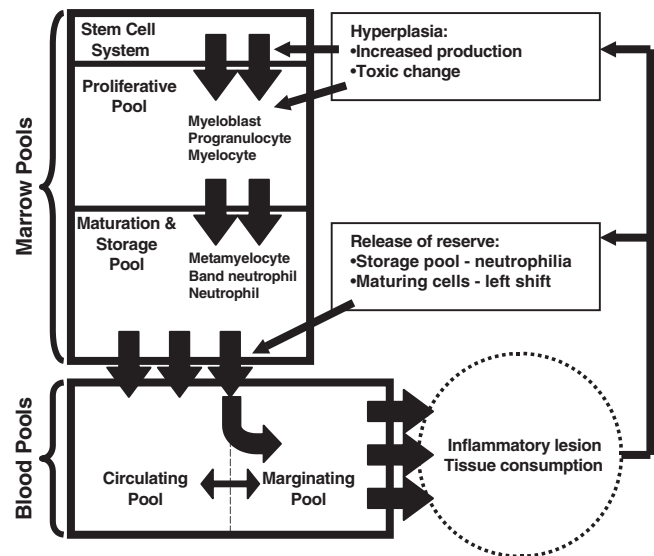 Marrow Pools
Stem Cell
System
Proliferative
Pool
Myeloblast
Progranulocyte
Myelocyte
Maturation &
Storage
Pool
Metamyelocyte
Band neutrophil
Neutrophil
Hyperplasia:
•Increased production
•Toxic change
Release of reserve:
•Storage pool - neutrophilia
•Maturing cells - left shift
Blood Pools
Circulating
Pool
Marginating
Pool
Inflammatory lesion
Tissue consumption